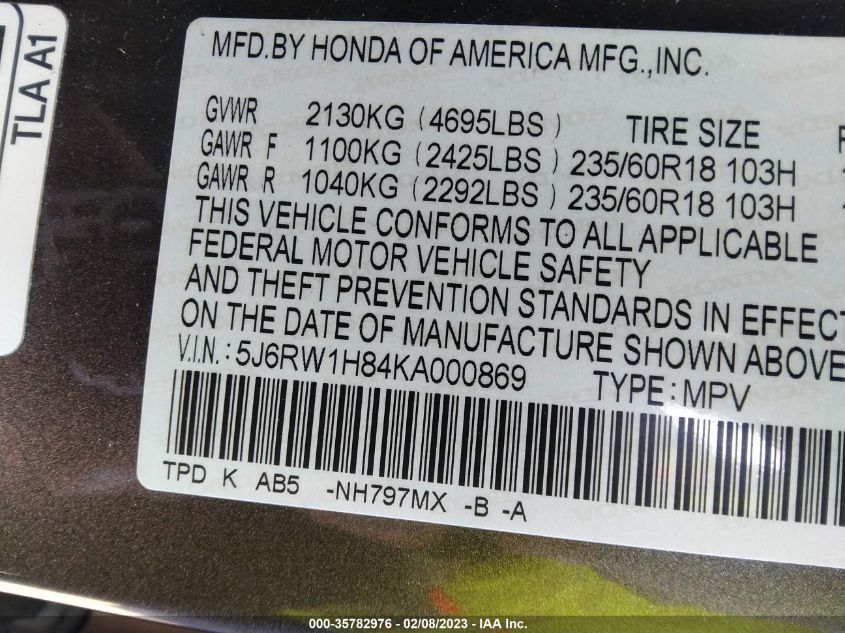 TLA A1
MFD.BY HONDA OF AMERICA MFG.,INC.
GVWR 2130KG (4695LBS) TIRE SIZE
GAWR F 1100KG (2425LBS) 235/60R18 103H
GAWR R 1040KG (2292LBS) 235/60R18 103H
THIS VEHICLE CONFORMS TO ALL APPLICABLE
FEDERAL MOTOR VEHICLE SAFETY
AND THEFT PREVENTION STANDARDS IN EFFECT
ON THE DATE OF MANUFACTURE SHOWN ABOVE
V.I.N.: 5J6RW1H84KA000869 TYPE: MPV
TPD K AB5 -NH797MX -B -A
000-35782976 - 02/08/2023 - IAA Inc.